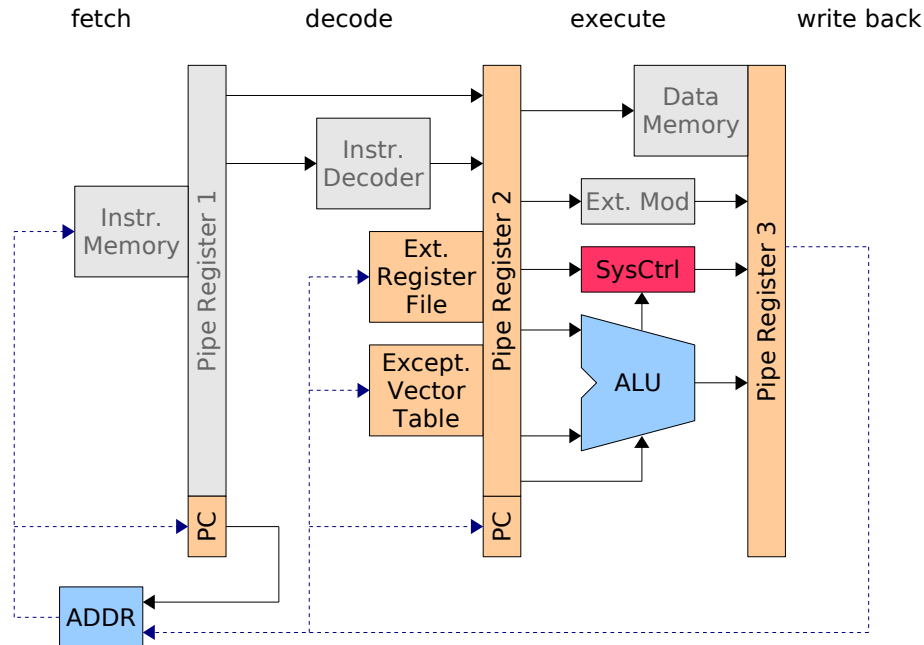 fetch
decode
execute
write back
Instr.
Memory
Pipe Register 1
PC
ADDR
Instr.
Decoder
Ext.
Register
File
Except.
Vector
Table
Pipe Register 2
PC
Data
Memory
Ext. Mod
SysCtrl
ALU
Pipe Register 3